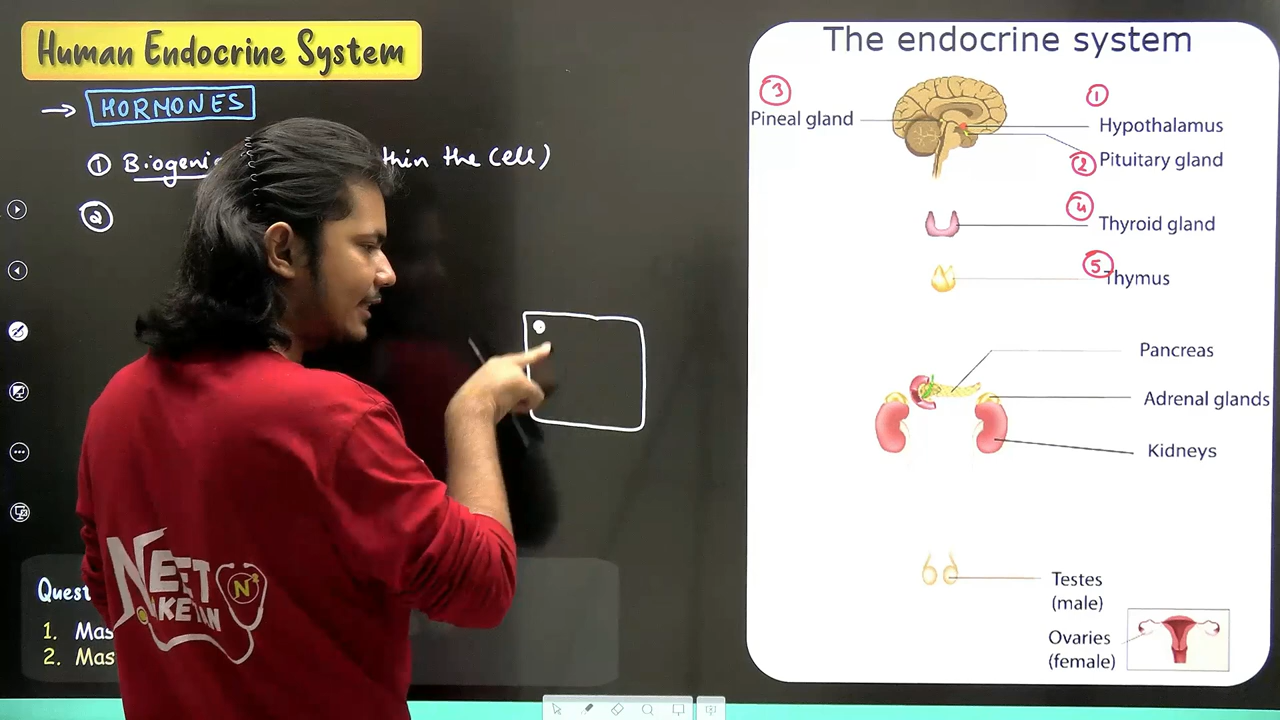 Human Endocrine System
→ HORMONES
① Biogeni thin the cell)
②
Quest
1. Mas
2. Mas
NEET
N²
The endocrine system
③
Pineal gland
①
Hypothalamus
② Pituitary gland
④
Thyroid gland
⑤
Thymus
Pancreas
Adrenal glands
Kidneys
Testes
(male)
Ovaries
(female)